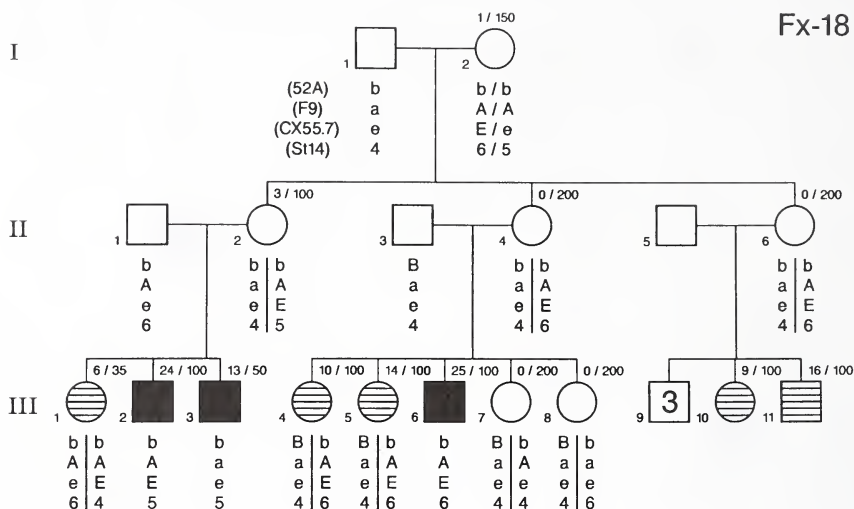 Fx-18
I
1 / 150
1
2
(52A) b b / b
(F9) a A / A
(CX55.7) e E / e
(St14) 4 6 / 5
II
3 / 100 0 / 200 0 / 200
1 2 3 4 5 6
b b b B b b b b
A a A a a A a A
e e E e e E e E
6 4 5 4 4 6 4 6
III
6 / 35 24 / 100 13 / 50 10 / 100 14 / 100 25 / 100 0 / 200 0 / 200 9 / 100 16 / 100
3
1 2 3 4 5 6 7 8 9 10 11
b b b b B b B b b B b B b
A A A a a A a A A a A a a
e E E e e E e E E e e e e
6 4 5 5 4 6 4 6 6 4 4 4 6